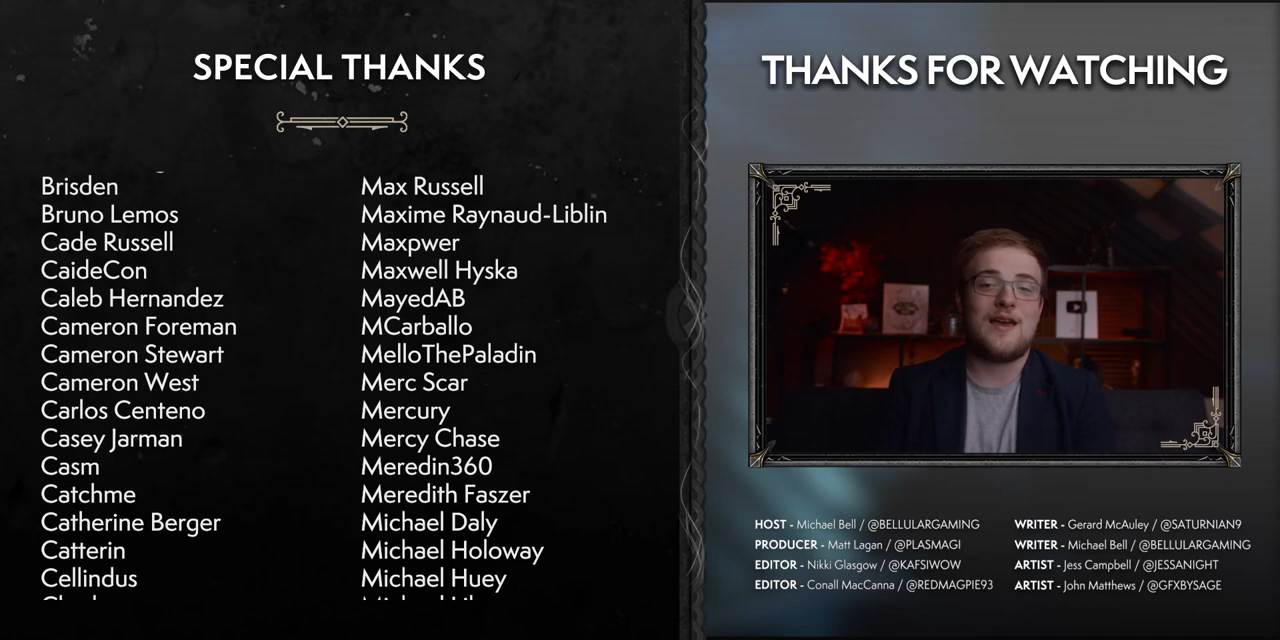 SPECIAL THANKS
Brisden
Bruno Lemos
Cade Russell
CaideCon
Caleb Hernandez
Cameron Foreman
Cameron Stewart
Cameron West
Carlos Centeno
Casey Jarman
Casm
Catchme
Catherine Berger
Catterin
Cellindus
Max Russell
Maxime Raynaud-Liblin
Maxpwer
Maxwell Hyska
MayedAB
MCarballo
MelloThePaladin
Merc Scar
Mercury
Mercy Chase
Meredin360
Meredith Faszer
Michael Daly
Michael Holoway
Michael Huey
THANKS FOR WATCHING
HOST - Michael Bell / @BELLULARGAMING
PRODUCER - Matt Lagan / @PLASMAGI
EDITOR - Nikki Glasgow / @KAFSIWOW
EDITOR - Conall MacCanna / @REDMAGPIE93
WRITER - Gerard McAuley / @SATURNIAN9
WRITER - Michael Bell / @BELLULARGAMING
ARTIST - Jess Campbell / @JESSANIGHT
ARTIST - John Matthews / @GFXBYSAGE